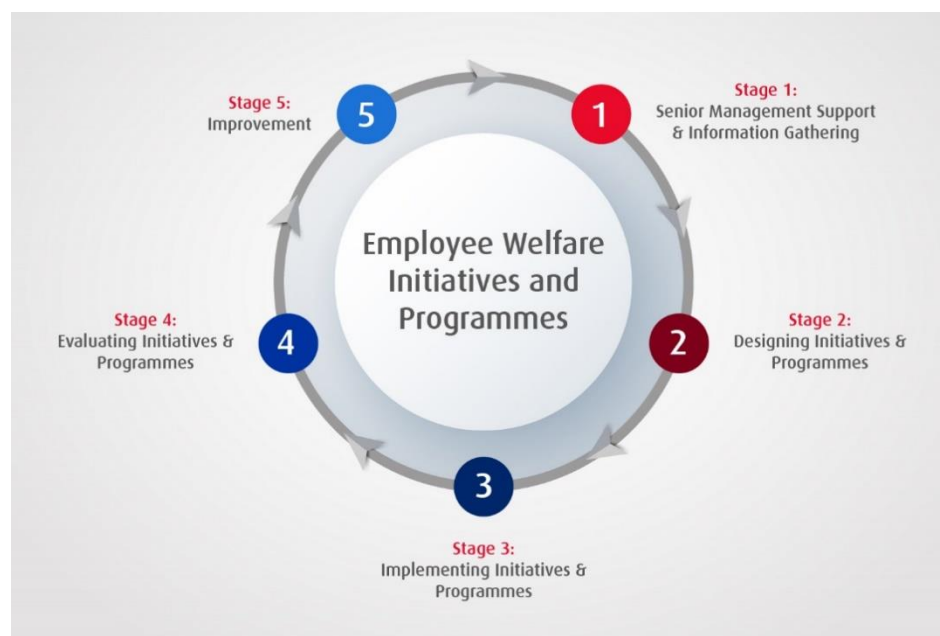 Employee Welfare
Initiatives and
Programmes
1
Stage 1:
Senior Management Support
& Information Gathering
2
Stage 2:
Designing Initiatives &
Programmes
3
Stage 3:
Implementing Initiatives &
Programmes
4
Stage 4:
Evaluating Initiatives &
Programmes
5
Stage 5:
Improvement